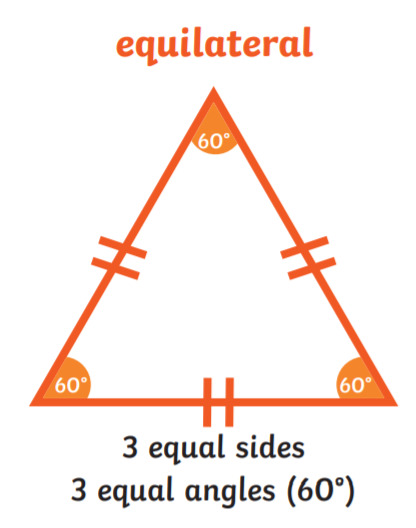 equilateral
60°
60° 60°
3 equal sides
3 equal angles (60°)